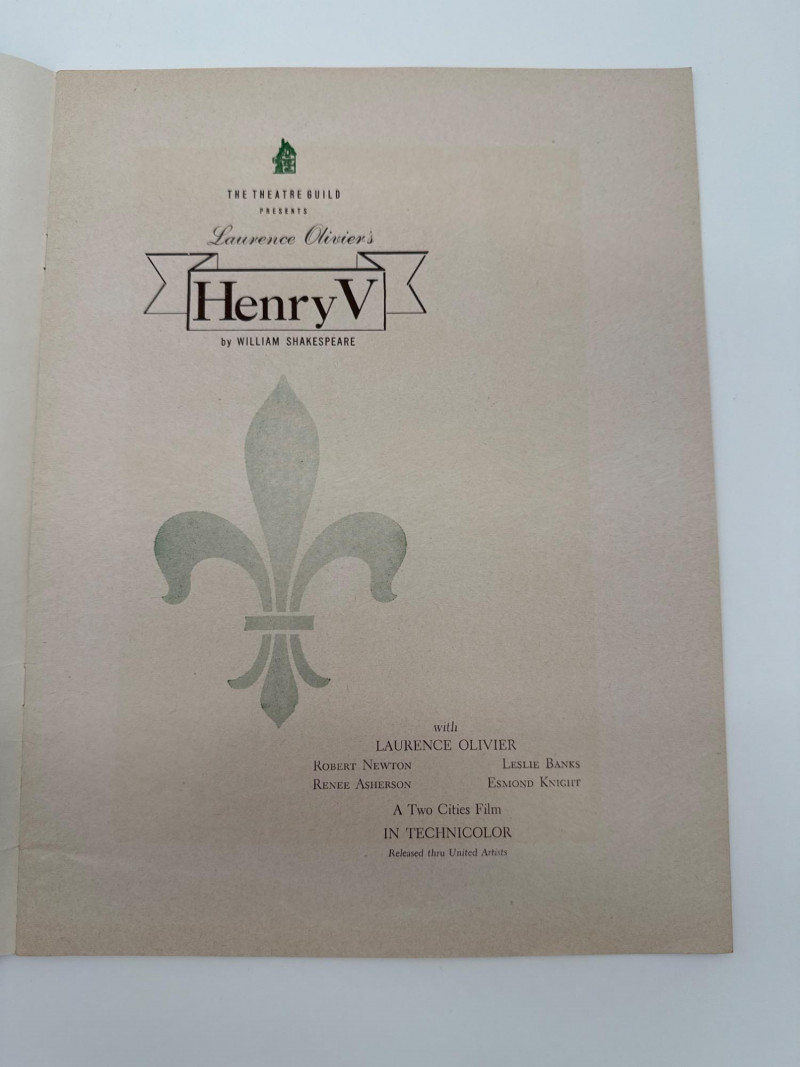 THE THEATRE GUILD
PRESENTS
Laurence Olivier's
Henry V
by WILLIAM SHAKESPEARE
with
LAURENCE OLIVIER
ROBERT NEWTON LESLIE BANKS
RENEE ASHERSON ESMOND KNIGHT
A Two Cities Film
IN TECHNICOLOR
Released thru United Artists